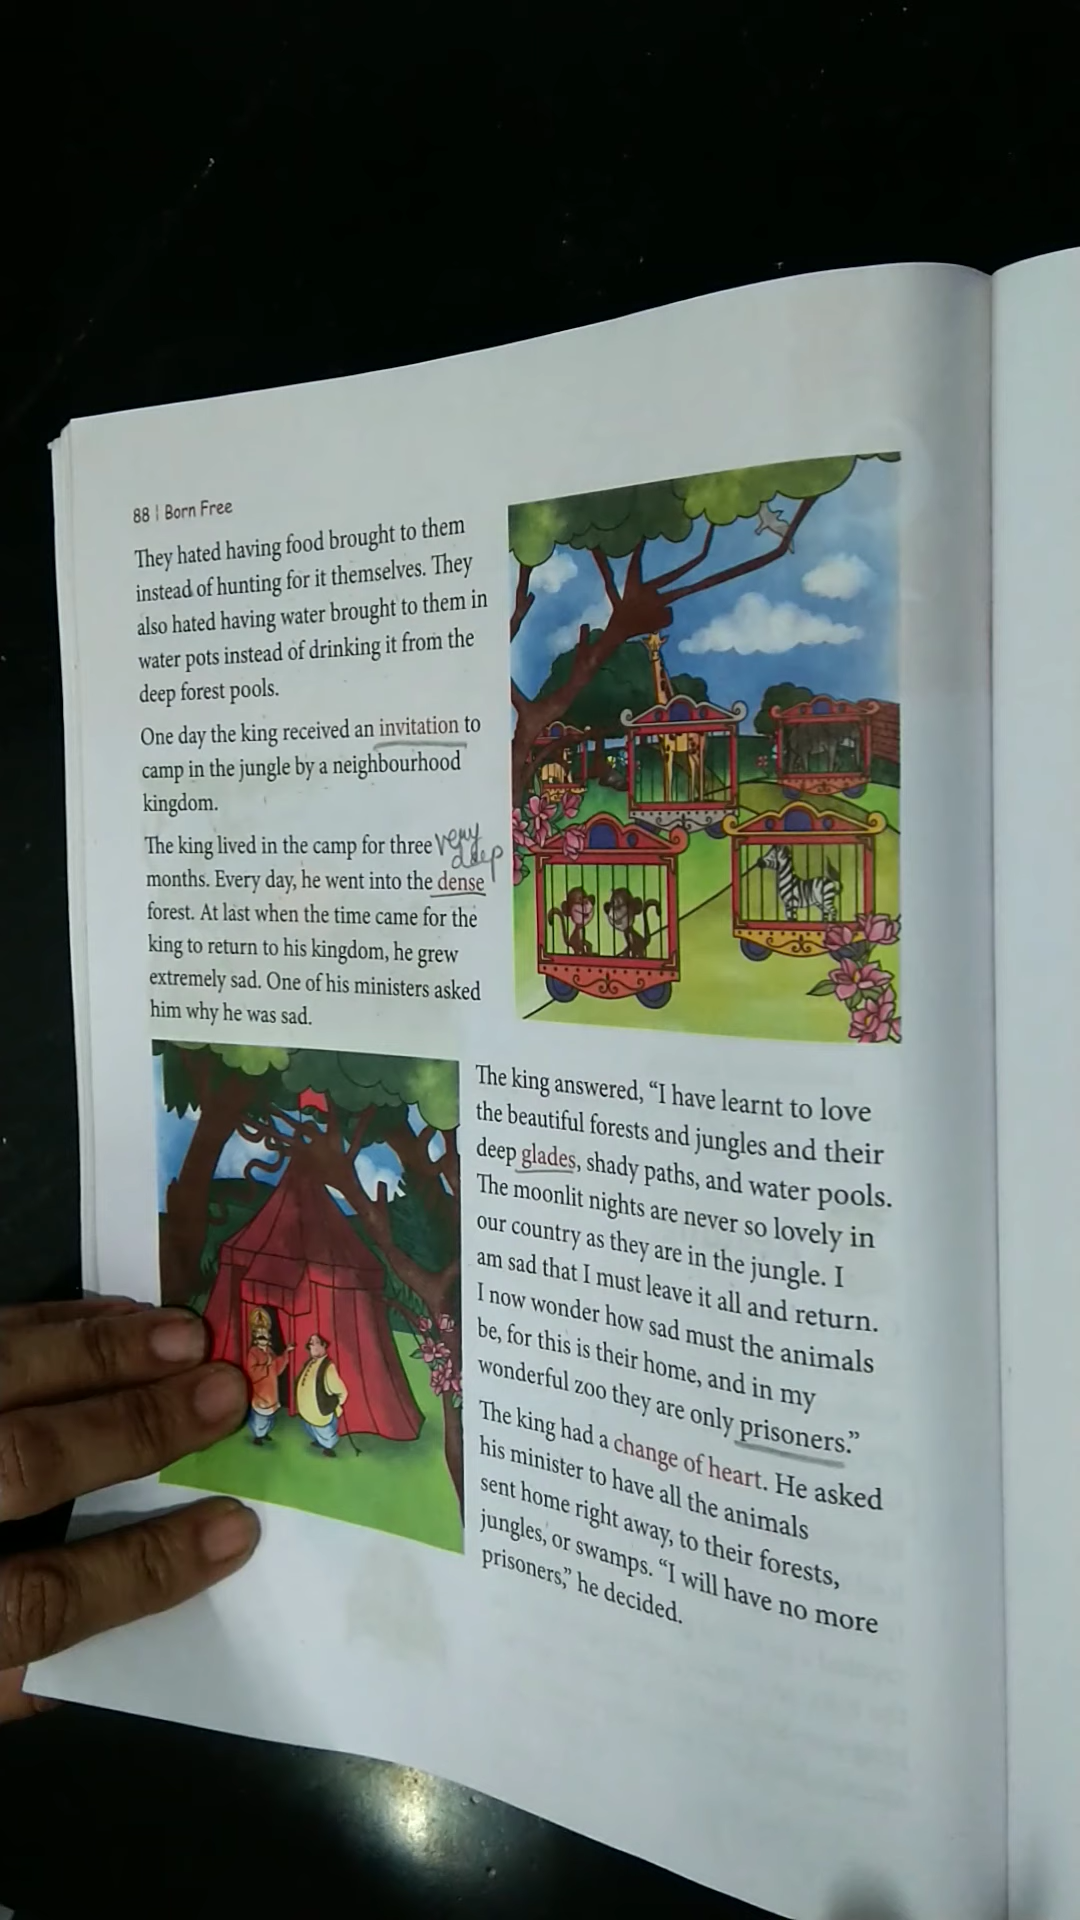 88 | Born Free
They hated having food brought to them
instead of hunting for it themselves. They
also hated having water brought to them in
water pots instead of drinking it from the
deep forest pools.
One day the king received an invitation to
camp in the jungle by a neighbourhood
kingdom.
very
deep
The king lived in the camp for three
months. Every day, he went into the dense
forest. At last when the time came for the
king to return to his kingdom, he grew
extremely sad. One of his ministers asked
him why he was sad.
The king answered, “I have learnt to love
the beautiful forests and jungles and their
deep glades, shady paths, and water pools.
The moonlit nights are never so lovely in
our country as they are in the jungle. I
am sad that I must leave it all and return.
I now wonder how sad must the animals
be, for this is their home, and in my
wonderful zoo they are only prisoners.”
The king had a change of heart. He asked
his minister to have all the animals
sent home right away, to their forests,
jungles, or swamps. “I will have no more
prisoners,” he decided.